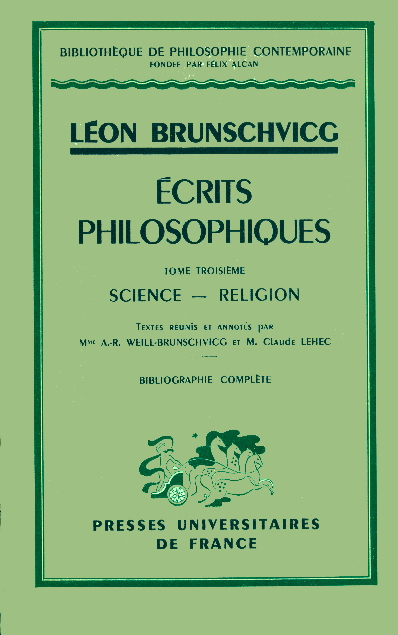 BIBLIOTHÈQUE DE PHILOSOPHIE CONTEMPORAINE
FONDÉE PAR FÉLIX ALCAN
LÉON BRUNSCHVICG
ÉCRITS
PHILOSOPHIQUES
TOME TROISIÈME
SCIENCE — RELIGION
Textes réunis et annotés par
Mme A.-R. WEILL-BRUNSCHVICG et M. Claude LEHEC
BIBLIOGRAPHIE COMPLÈTE
PRESSES UNIVERSITAIRES
DE FRANCE